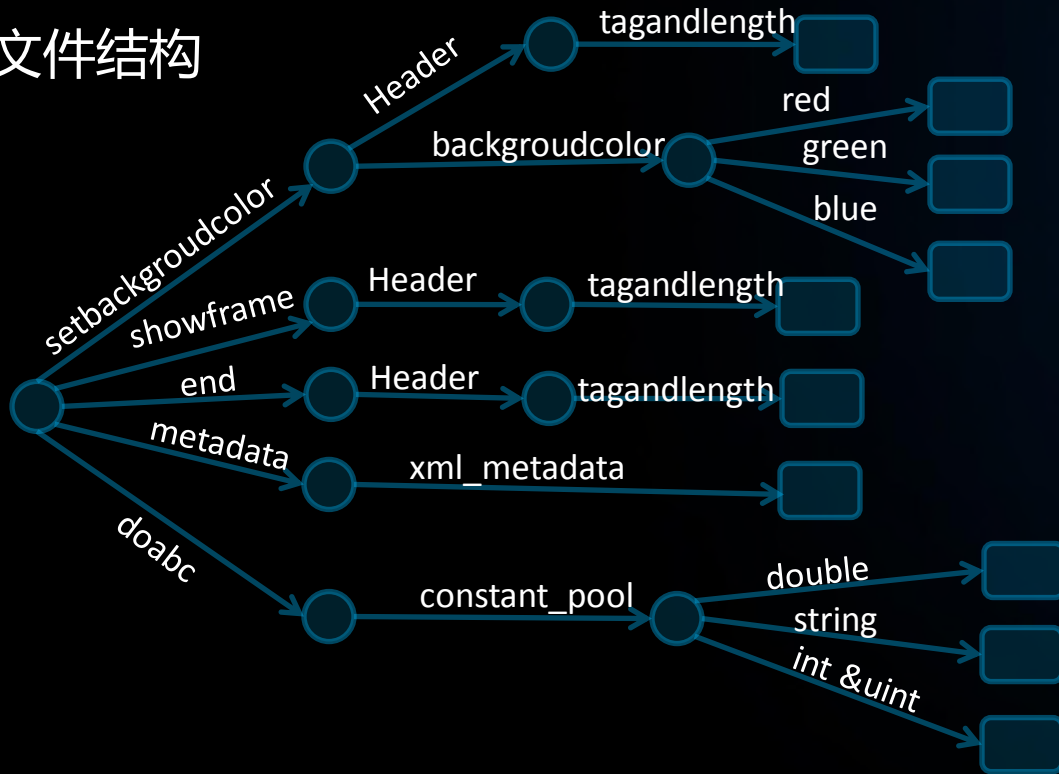 文件结构
Header
tagandlength
setbackgroudcolor
backgroudcolor
red
green
blue
showframe
Header
tagandlength
end
Header
tagandlength
metadata
xml_metadata
doabc
constant_pool
double
string
int &uint